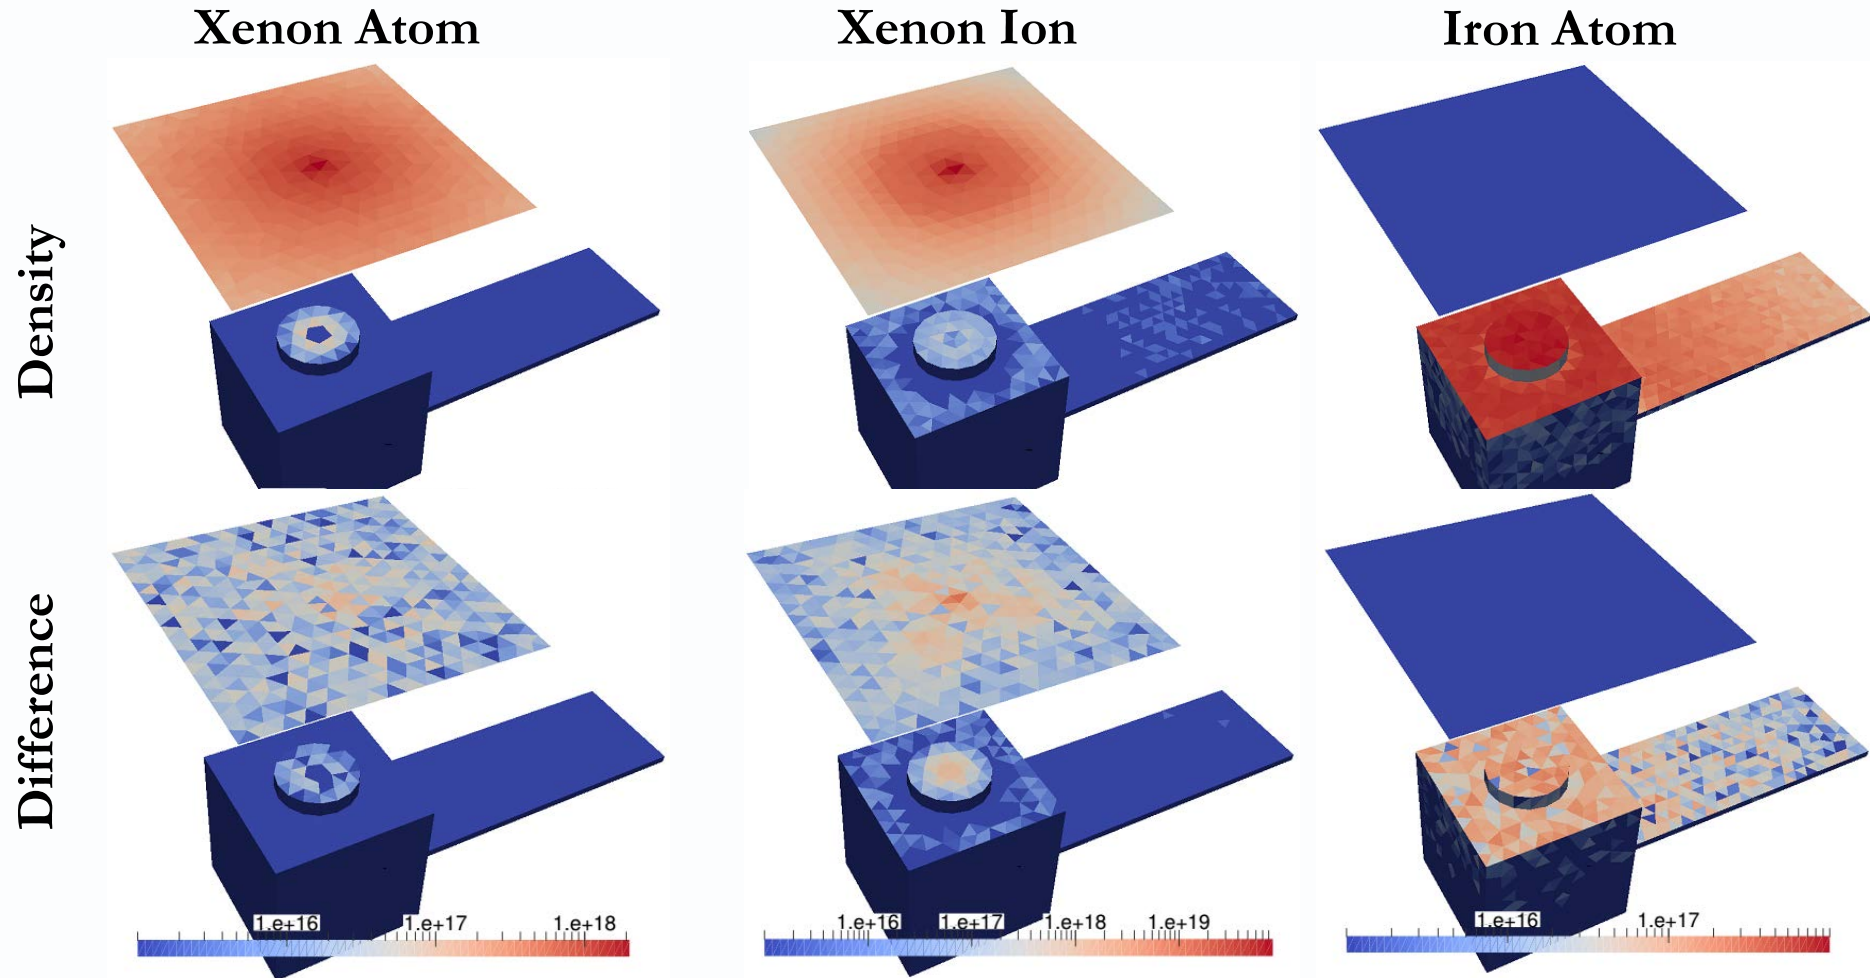 Xenon Atom Xenon Ion Iron Atom
Density
Difference
1.e+16 1.e+17 1.e+18
1.e+16 1.e+17 1.e+18 1.e+19
1.e+16 1.e+17